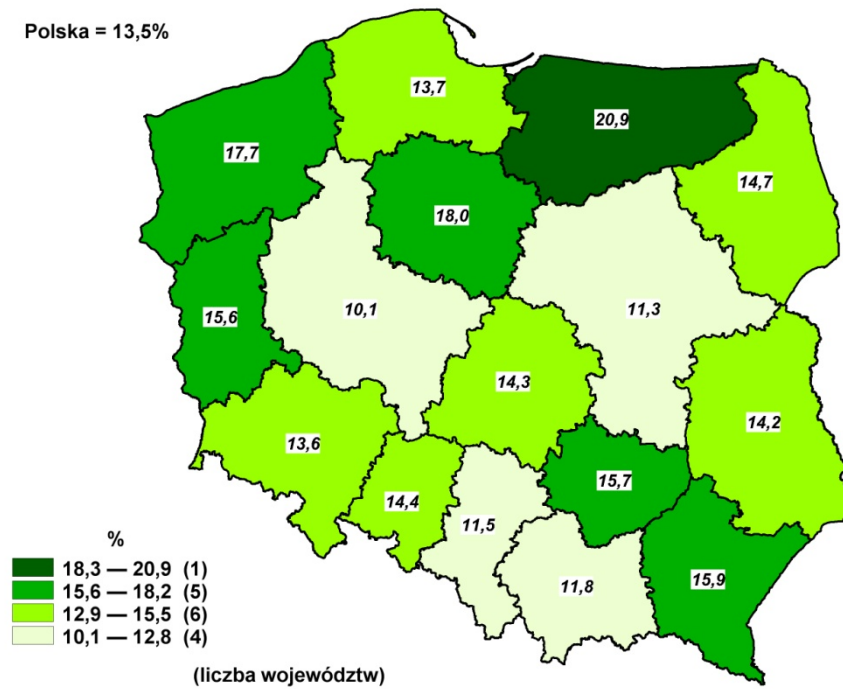 Polska = 13,5%
13,7
20,9
17,7
14,7
18,0
10,1
11,3
15,6
14,3
14,2
13,6
15,7
14,4
11,5
11,8
15,9
%
18,3 — 20,9 (1)
15,6 — 18,2 (5)
12,9 — 15,5 (6)
10,1 — 12,8 (4)
(liczba województw)